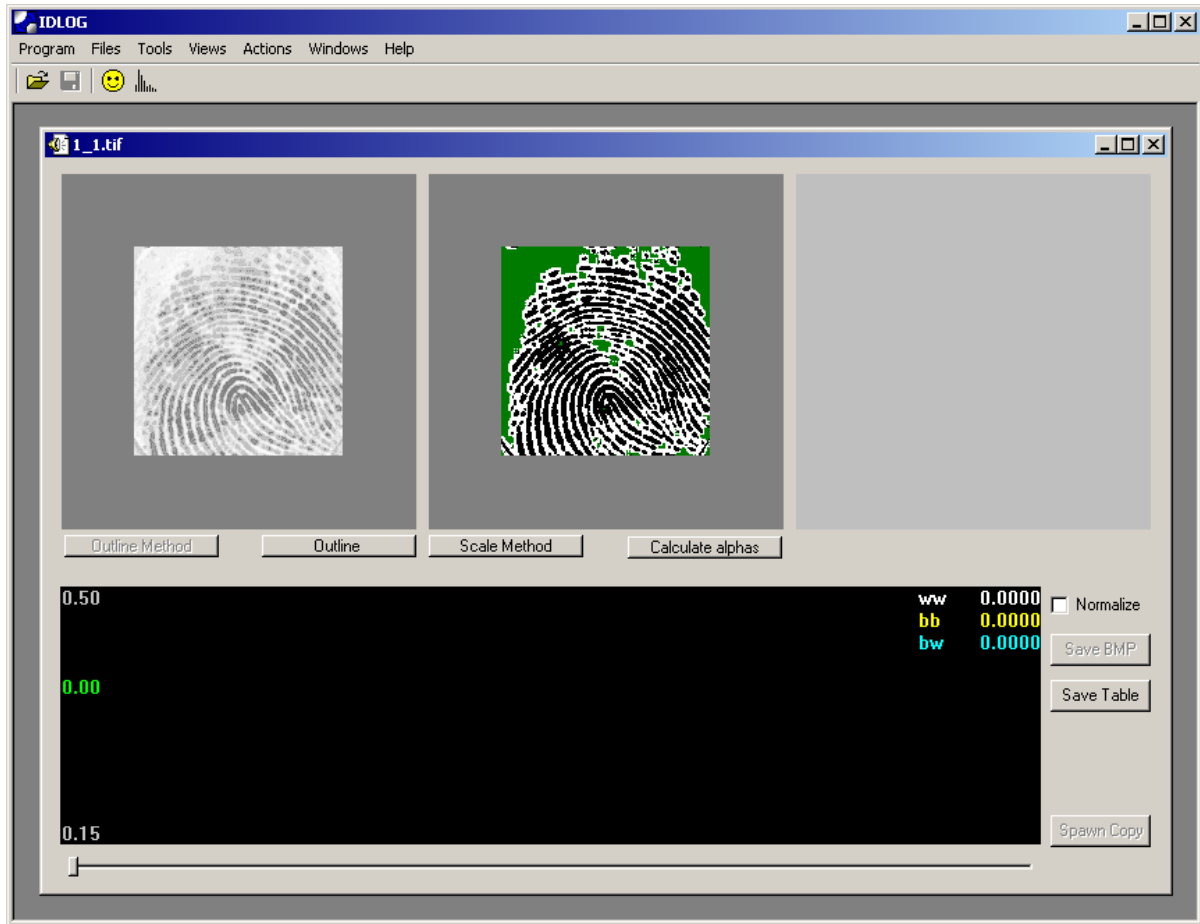 IDLOG
Program Files Tools Views Actions Windows Help
1_1.tif
Outline Method Outline Scale Method Calculate alphas
0.50 ww 0.0000 Normalize
bb 0.0000
bw 0.0000 Save BMP
0.00 Save Table
0.15 Spawn Copy